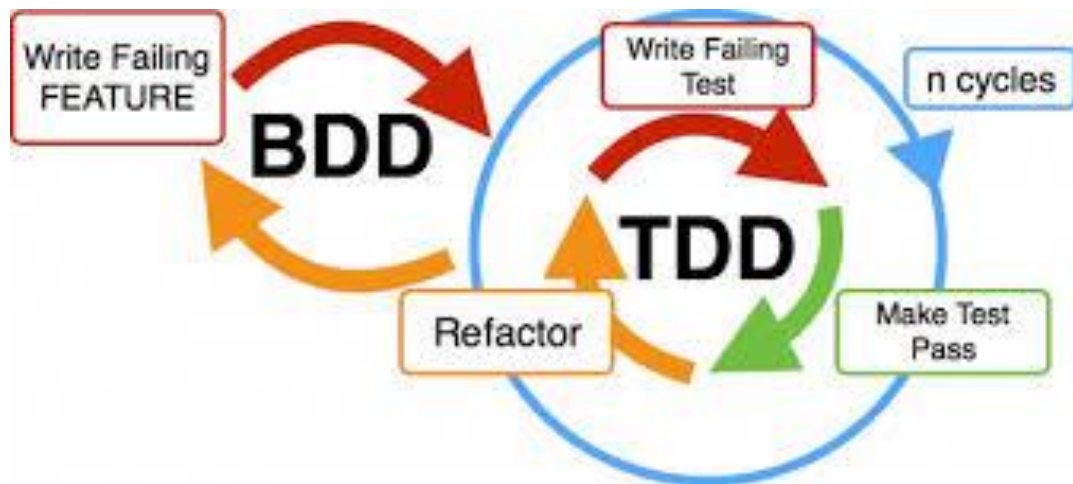 Write Failing
FEATURE
BDD
Write Failing
Test
n cycles
TDD
Refactor
Make Test
Pass